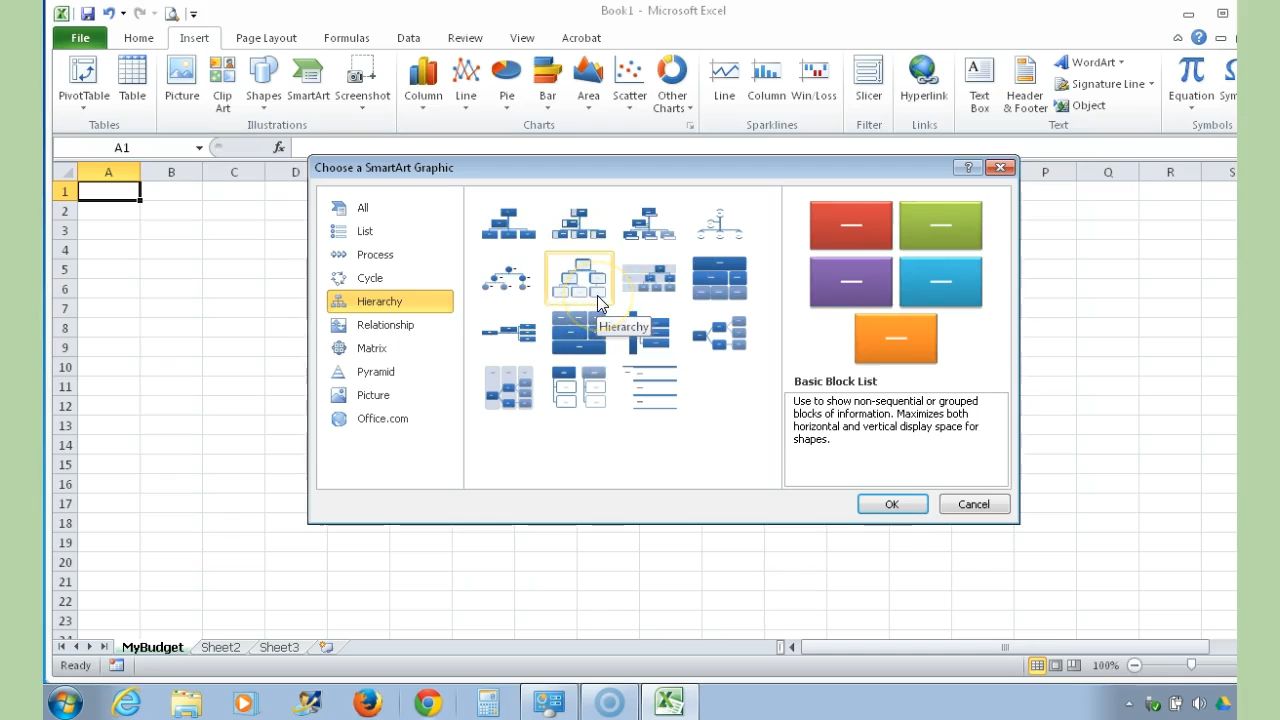 Book1 - Microsoft Excel
File Home Insert Page Layout Formulas Data Review View Acrobat
PivotTable Table Picture Clip Art Shapes SmartArt Screenshot Column Line Pie Bar Area Scatter Other Charts Line Column Win/Loss Slicer Hyperlink Text Box Header & Footer WordArt Signature Line Object Equation
Tables Illustrations Charts Sparklines Filter Links Text Symbols
A1 fx
A B C D P Q R S
Choose a SmartArt Graphic
All
List
Process
Cycle
Hierarchy
Relationship
Matrix
Pyramid
Picture
Office.com
Hierarchy
Basic Block List
Use to show non-sequential or grouped
blocks of information. Maximizes both
horizontal and vertical display space for
shapes.
OK Cancel
1
2
3
4
5
6
7
8
9
10
11
12
13
14
15
16
17
18
19
20
21
22
23
MyBudget Sheet2 Sheet3
Ready 100%